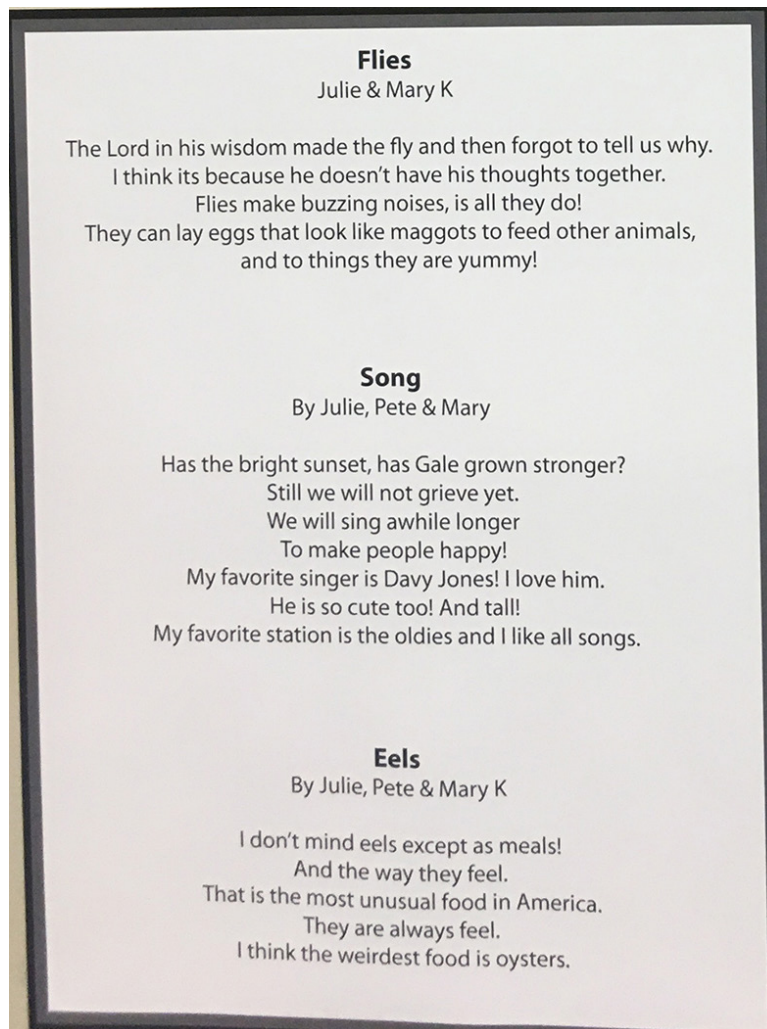 Flies
Julie & Mary K
The Lord in his wisdom made the fly and then forgot to tell us why.
I think its because he doesn't have his thoughts together.
Flies make buzzing noises, is all they do!
They can lay eggs that look like maggots to feed other animals,
and to things they are yummy!
Song
By Julie, Pete & Mary
Has the bright sunset, has Gale grown stronger?
Still we will not grieve yet.
We will sing awhile longer
To make people happy!
My favorite singer is Davy Jones! I love him.
He is so cute too! And tall!
My favorite station is the oldies and I like all songs.
Eels
By Julie, Pete & Mary K
I don't mind eels except as meals!
And the way they feel.
That is the most unusual food in America.
They are always feel.
I think the weirdest food is oysters.